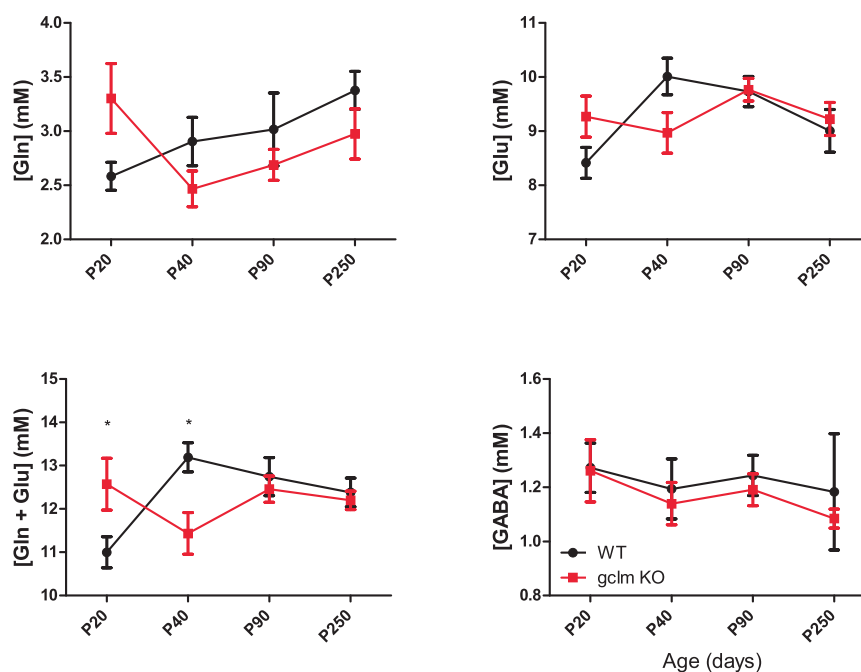 4.0
3.5
3.0
2.5
2.0
[Gln] (mM)
P20
P40
P90
P250
11
10
9
8
7
[Glu] (mM)
P20
P40
P90
P250
15
14
13
12
11
10
[Gln + Glu] (mM)
*
*
P20
P40
P90
P250
1.6
1.4
1.2
1.0
0.8
[GABA] (mM)
WT
gclm KO
P20
P40
P90
P250
Age (days)